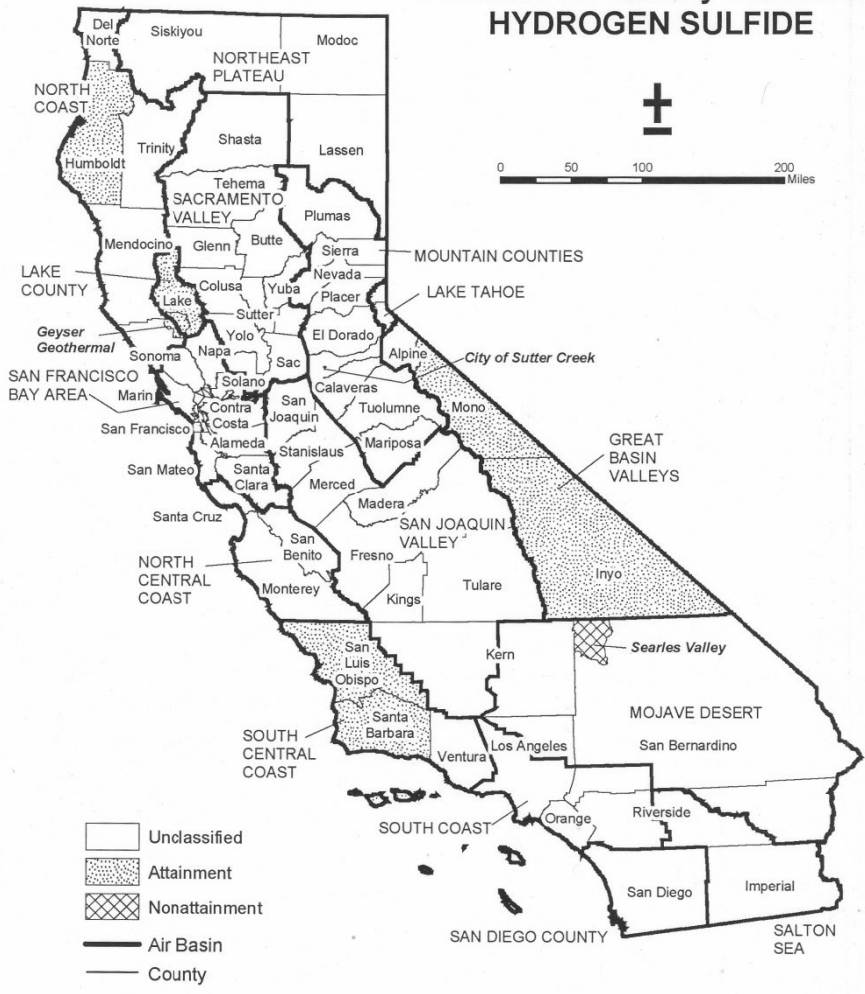 HYDROGEN SULFIDE
0 50 100 200
Miles
Del
Norte
Siskiyou
Modoc
NORTHEAST
PLATEAU
NORTH
COAST
Humboldt
Trinity
Shasta
Lassen
Tehema
SACRAMENTO
VALLEY
Plumas
Mendocino
Glenn
Butte
Sierra
MOUNTAIN COUNTIES
LAKE
COUNTY
Colusa
Yuba
Nevada
Placer
LAKE TAHOE
Lake
Sutter
Geyser
Geothermal
Yolo
El Dorado
Alpine
City of Sutter Creek
Sonoma
Napa
Sac
SAN FRANCISCO
BAY AREA
Marin
Solano
Calaveras
Contra
Costa
San
Joaquin
Tuolumne
Mono
San Francisco
Alameda
Stanislaus
Mariposa
GREAT
BASIN
VALLEYS
San Mateo
Santa
Clara
Merced
Madera
Santa Cruz
SAN JOAQUIN
VALLEY
San
Benito
NORTH
CENTRAL
COAST
Fresno
Inyo
Monterey
Kings
Tulare
San
Luis
Obispo
Kern
Searles Valley
Santa
Barbara
MOJAVE DESERT
SOUTH
CENTRAL
COAST
Ventura
Los Angeles
San Bernardino
SOUTH COAST
Orange
Riverside
Unclassified
Attainment
Nonattainment
Air Basin
County
San Diego
Imperial
SAN DIEGO COUNTY
SALTON
SEA